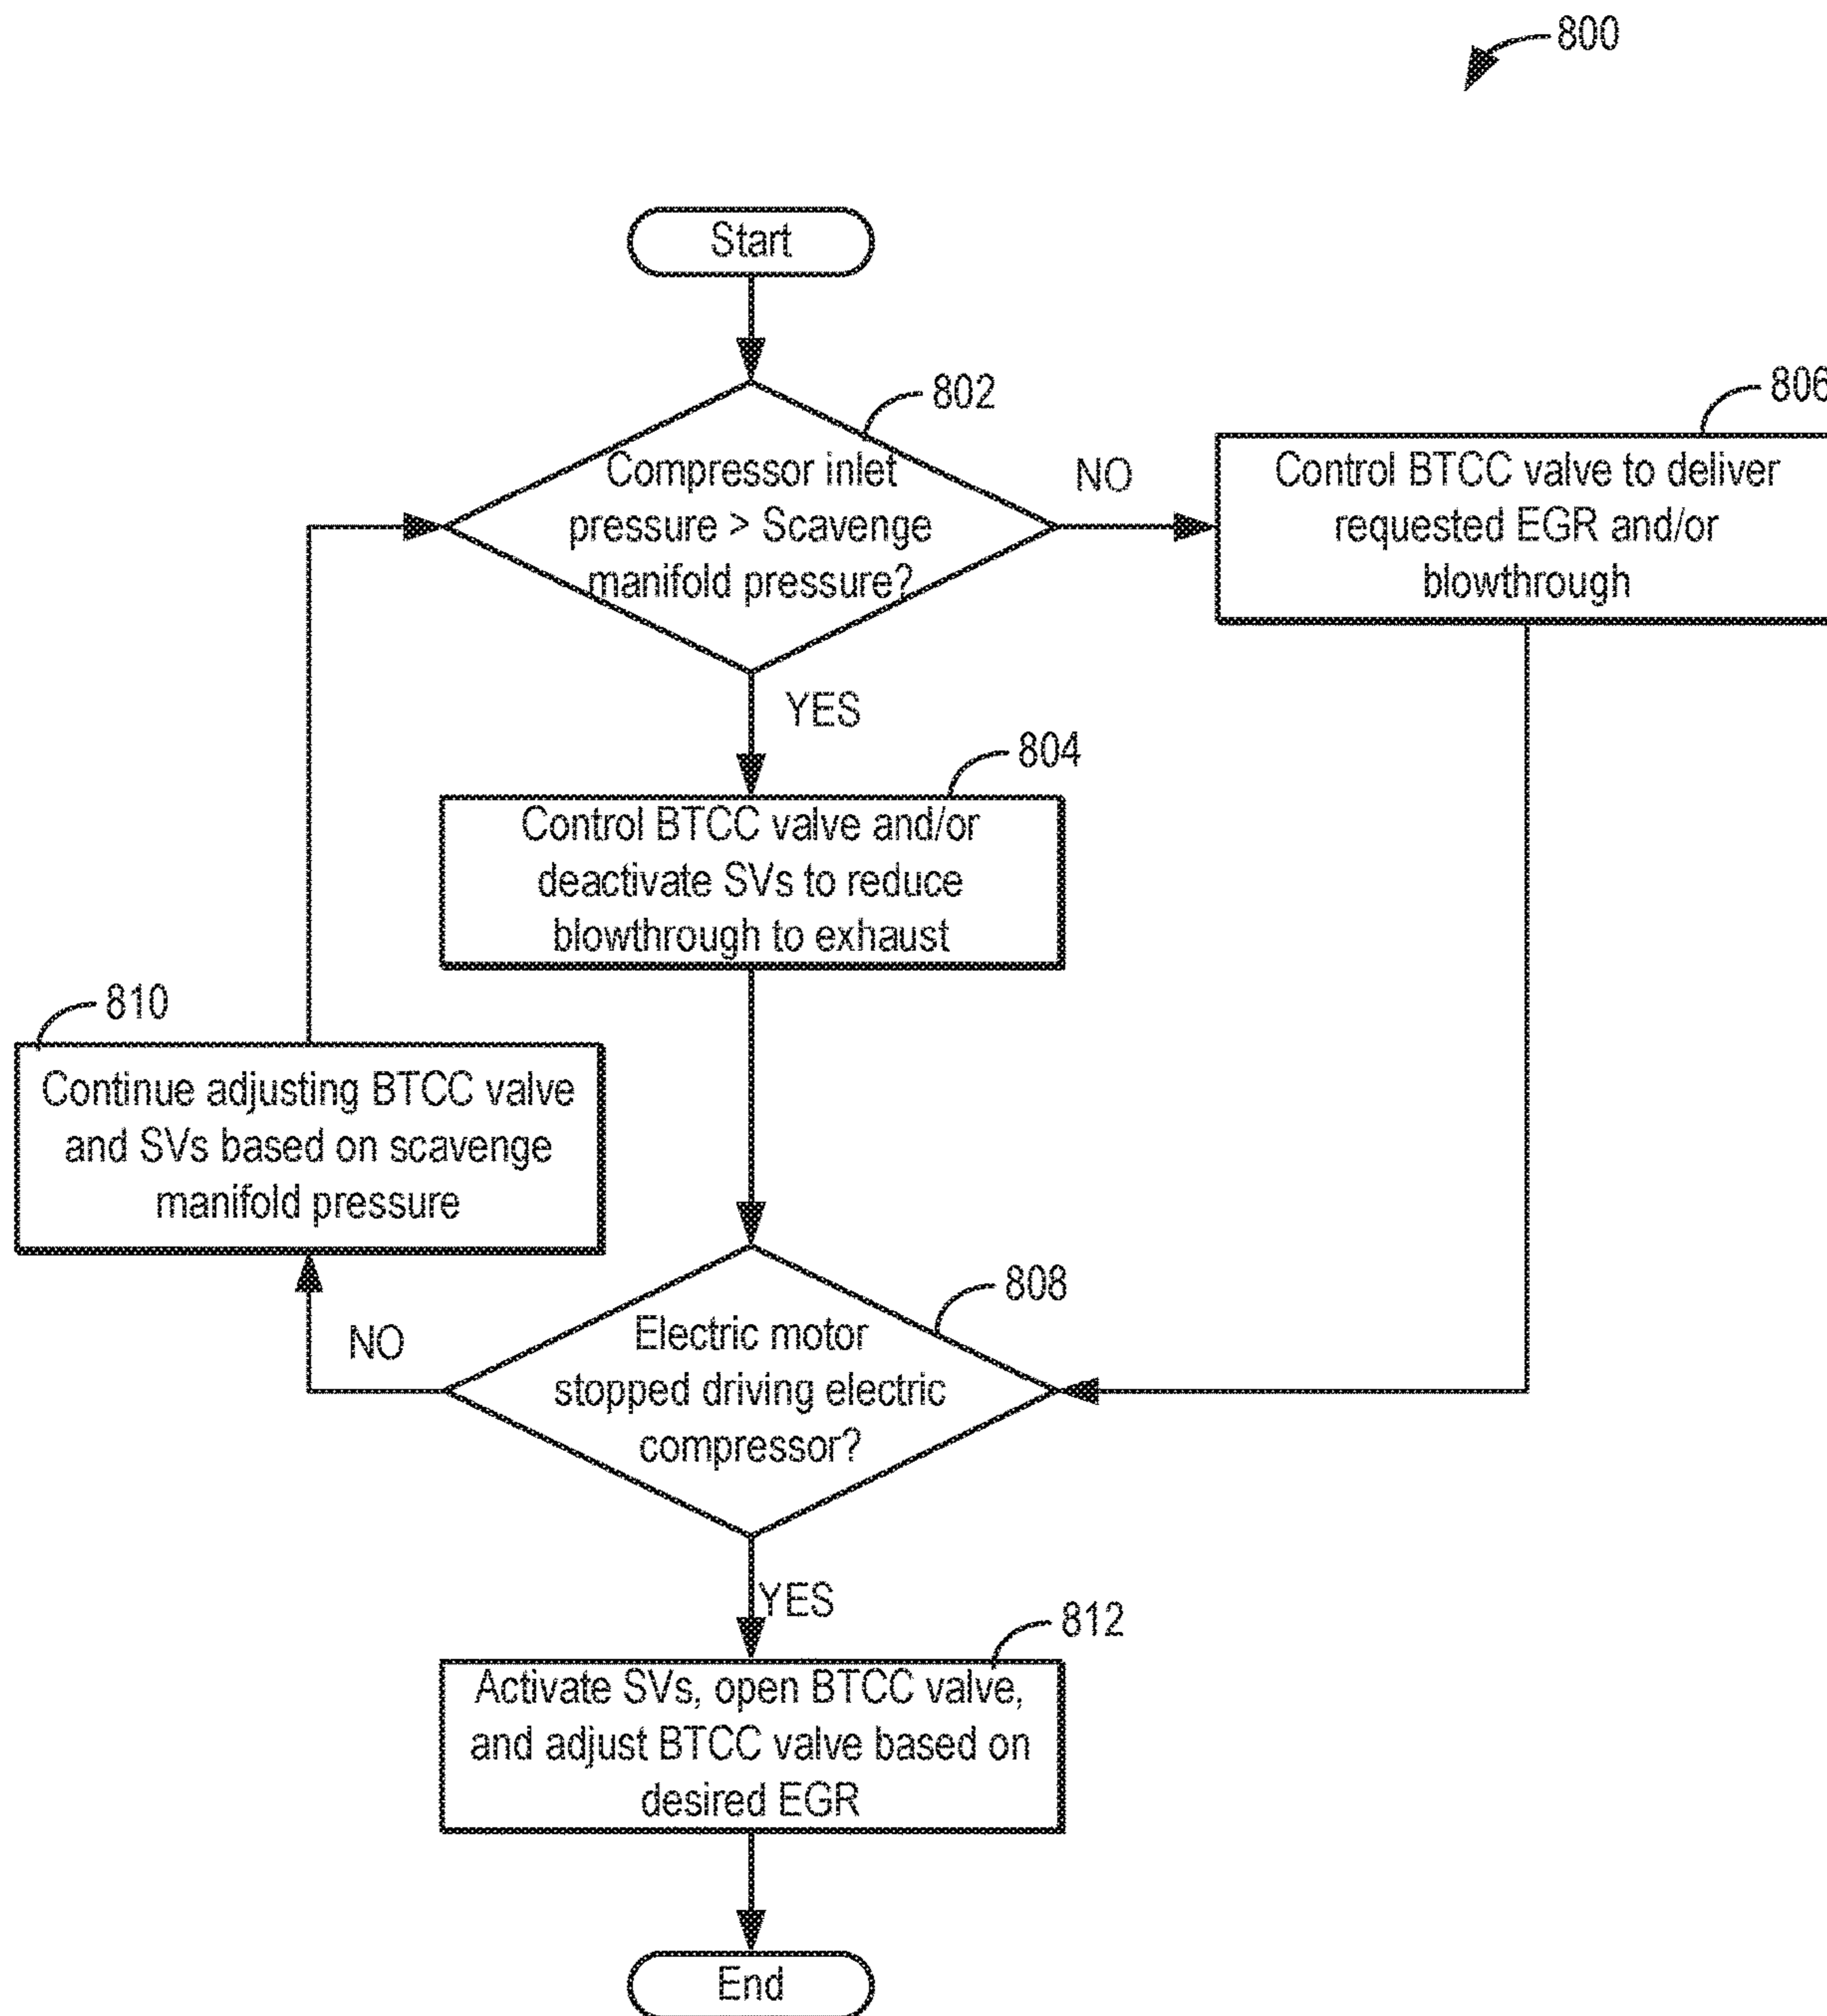 800
Start
802
Compressor inlet
pressure > Scavenge
manifold pressure?
NO
806
Control BTCC valve to deliver
requested EGR and/or
blowthrough
YES
804
Control BTCC valve and/or
deactivate SVs to reduce
blowthrough to exhaust
810
Continue adjusting BTCC valve
and SVs based on scavenge
manifold pressure
808
Electric motor
stopped driving electric
compressor?
NO
YES
812
Activate SVs, open BTCC valve,
and adjust BTCC valve based on
desired EGR
End